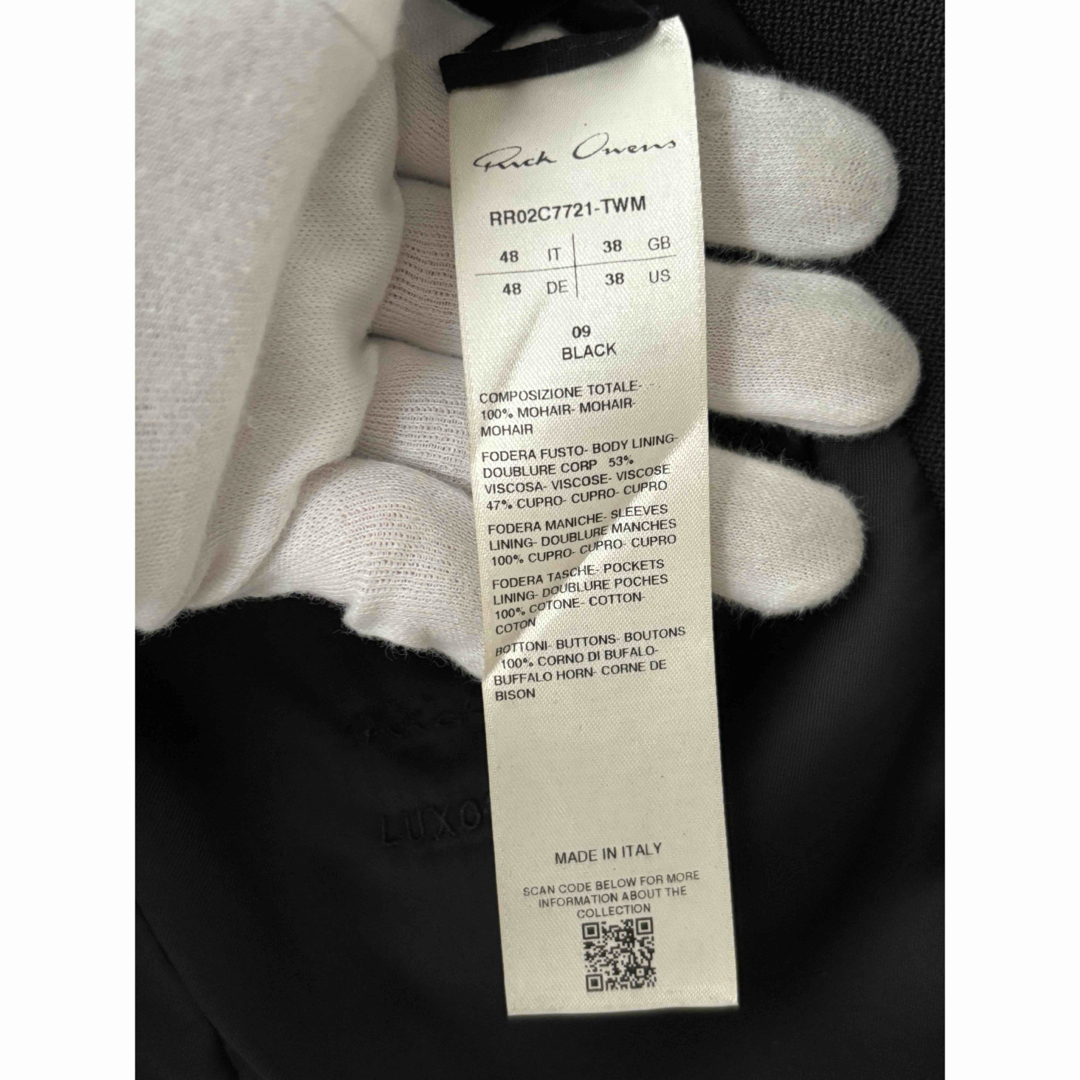 Rick Owens
RR02C7721-TWM
48 IT 38 GB
48 DE 38 US
09
BLACK
COMPOSIZIONE TOTALE-
100% MOHAIR- MOHAIR-
MOHAIR
FODERA FUSTO- BODY LINING-
DOUBLURE CORP 53%
VISCOSA- VISCOSE- VISCOSE
47% CUPRO- CUPRO- CUPRO
FODERA MANICHE- SLEEVES
LINING- DOUBLURE MANCHES
100% CUPRO- CUPRO- CUPRO
FODERA TASCHE- POCKETS
LINING- DOUBLURE POCHES
100% COTONE- COTTON-
COTON
BOTTONI- BUTTONS- BOUTONS
100% CORNO DI BUFALO-
BUFFALO HORN- CORNE DE
BISON
LUXO
MADE IN ITALY
SCAN CODE BELOW FOR MORE
INFORMATION ABOUT THE
COLLECTION